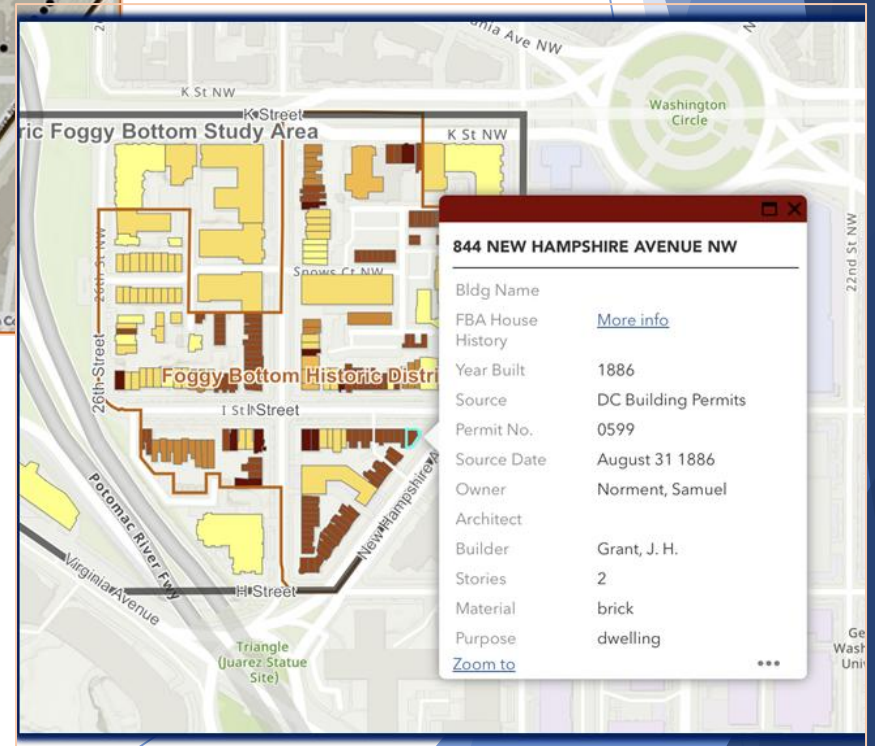 nia Ave NW
K St NW
K Street
ric Foggy Bottom Study Area
K St NW
Washington
Circle
22nd St NW
26th St NW
Snows Ct NW
26th Street
Foggy Bottom Historic Distri
I St
I Street
New Hampshire A
Potomac River Fwy
Virginia Avenue
H Street
Triangle
(Juarez Statue
Site)
844 NEW HAMPSHIRE AVENUE NW
Bldg Name
FBA House
History
More info
Year Built 1886
Source DC Building Permits
Permit No. 0599
Source Date August 31 1886
Owner Norment, Samuel
Architect
Builder Grant, J. H.
Stories 2
Material brick
Purpose dwelling
Zoom to
Ge
Wash
Uni